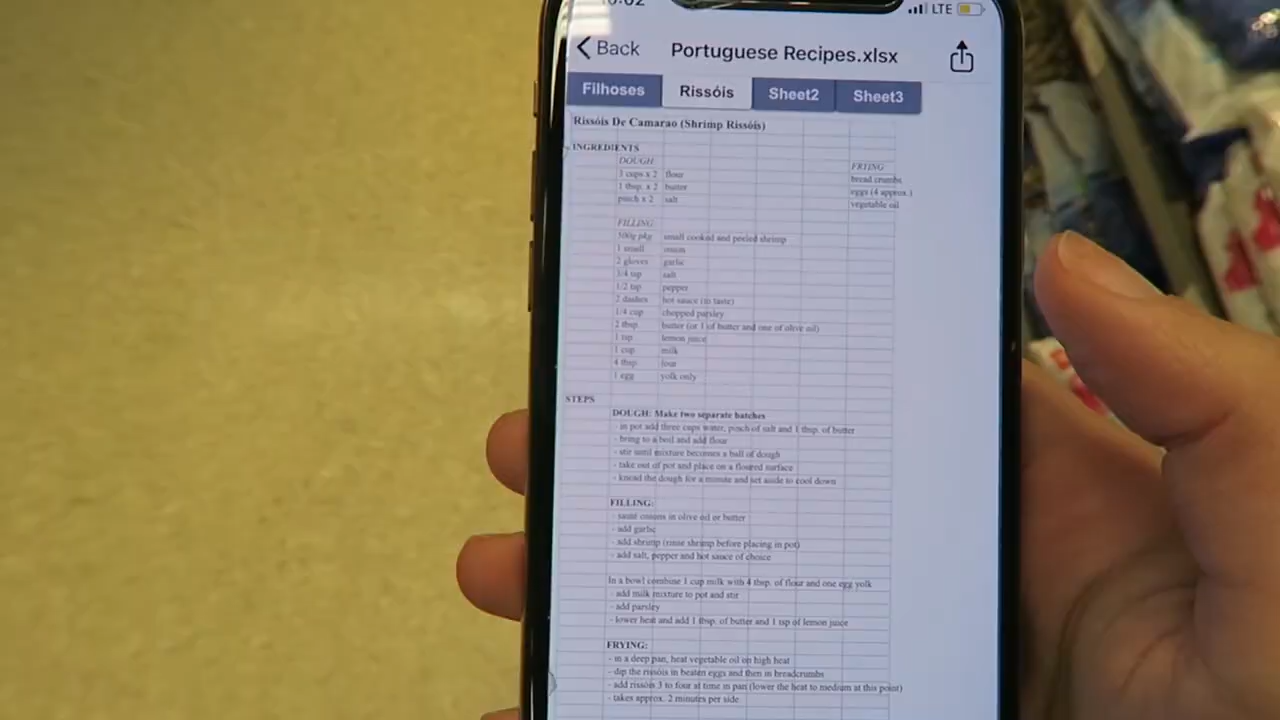 LTE
Back
Portuguese Recipes.xlsx
Filhoses
Rissóis
Sheet2
Sheet3
Rissóis De Camarao (Shrimp Rissóis)
INGREDIENTS
DOUGH
3 cups x 2 flour
1 tbsp. x 2 butter
pinch x 2 salt
FRYING
bread crumbs
eggs (4 approx.)
vegetable oil
FILLING
500g pkg small cooked and peeled shrimp
1 small onion
2 gloves garlic
3/4 tsp salt
1/2 tsp pepper
2 dashes hot sauce (to taste)
1/4 cup chopped parsley
2 tbsp butter (or 1 of butter and one of olive oil)
1 tsp lemon juice
1 cup milk
4 tbsp
1 egg yolk only
STEPS
DOUGH: Make two separate batches
- in pot add three cups water, pinch of salt and 1 tbsp. of butter
- bring to a boil and add flour
- stir until mixture becomes a ball of dough
- take out of pot and place on a floured surface
- knead the dough for a minute and set aside to cool down
FILLING:
- sauté onions in olive oil or butter
- add garlic
- add shrimp (rinse shrimp before placing in pot)
- add salt, pepper and hot sauce of choice
In a bowl combine 1 cup milk with 4 tbsp. of flour and one egg yolk
- add milk mixture to pot and stir
- add parsley
- lower heat and add 1 tbsp. of butter and 1 tsp of lemon juice
FRYING:
- in a deep pan, heat vegetable oil on high heat
- dip the rissóis in beaten eggs and then in breadcrumbs
- add rissóis 3 to four at time in pan (lower the heat to medium at this point)
- takes approx. 2 minutes per side